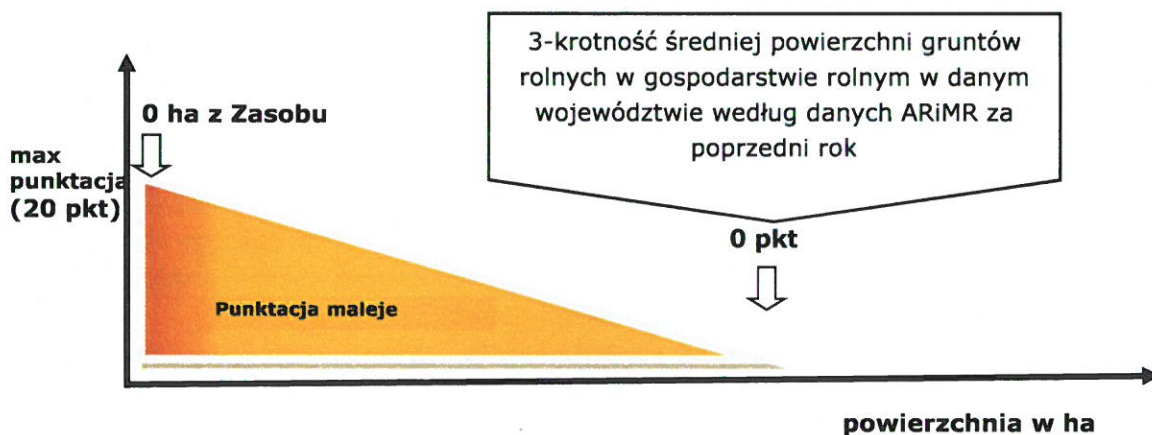 3-krotność średniej powierzchni gruntów
rolnych w gospodarstwie rolnym w danym
województwie według danych ARiMR za
poprzedni rok
0 ha z Zasobu
max
punktacja
(20 pkt)
0 pkt
Punktacja maleje
powierzchnia w ha